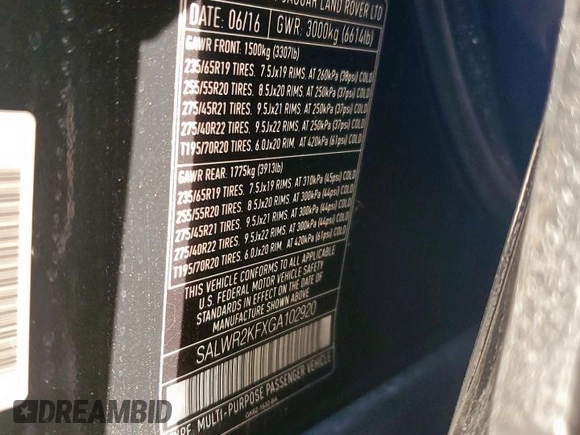 JAGUAR LAND ROVER LTD
DATE: 06/16 GWR: 3000kg (6614lb)
GAWR FRONT: 1500kg (3307lb)
235/65R19 TIRES. 7.5Jx19 RIMS. AT 260kPa (38psi) COLD
255/55R20 TIRES. 8.5Jx20 RIMS. AT 250kPa (37psi) COLD
275/45R21 TIRES. 9.5Jx21 RIMS. AT 250kPa (37psi) COLD
275/40R22 TIRES. 9.5Jx22 RIMS. AT 250kPa (37psi) COLD
T195/70R20 TIRES. 6.0Jx20 RIM. AT 420kPa (61psi) COLD
GAWR REAR: 1775kg (3913lb)
235/65R19 TIRES. 7.5Jx19 RIMS. AT 310kPa (45psi) COLD
255/55R20 TIRES. 8.5Jx20 RIMS. AT 300kPa (44psi) COLD
275/45R21 TIRES. 9.5Jx21 RIMS. AT 300kPa (44psi) COLD
275/40R22 TIRES. 9.5Jx22 RIMS. AT 300kPa (44psi) COLD
T195/70R20 TIRES. 6.0Jx20 RIM. AT 420kPa (61psi) COLD
THIS VEHICLE CONFORMS TO ALL APPLICABLE
U.S. FEDERAL MOTOR VEHICLE SAFETY
STANDARDS IN EFFECT ON THE DATE OF
MANUFACTURE SHOWN ABOVE
SALWR2KFXGA102920
TYPE: MULTI-PURPOSE PASSENGER VEHICLE
DREAMBID